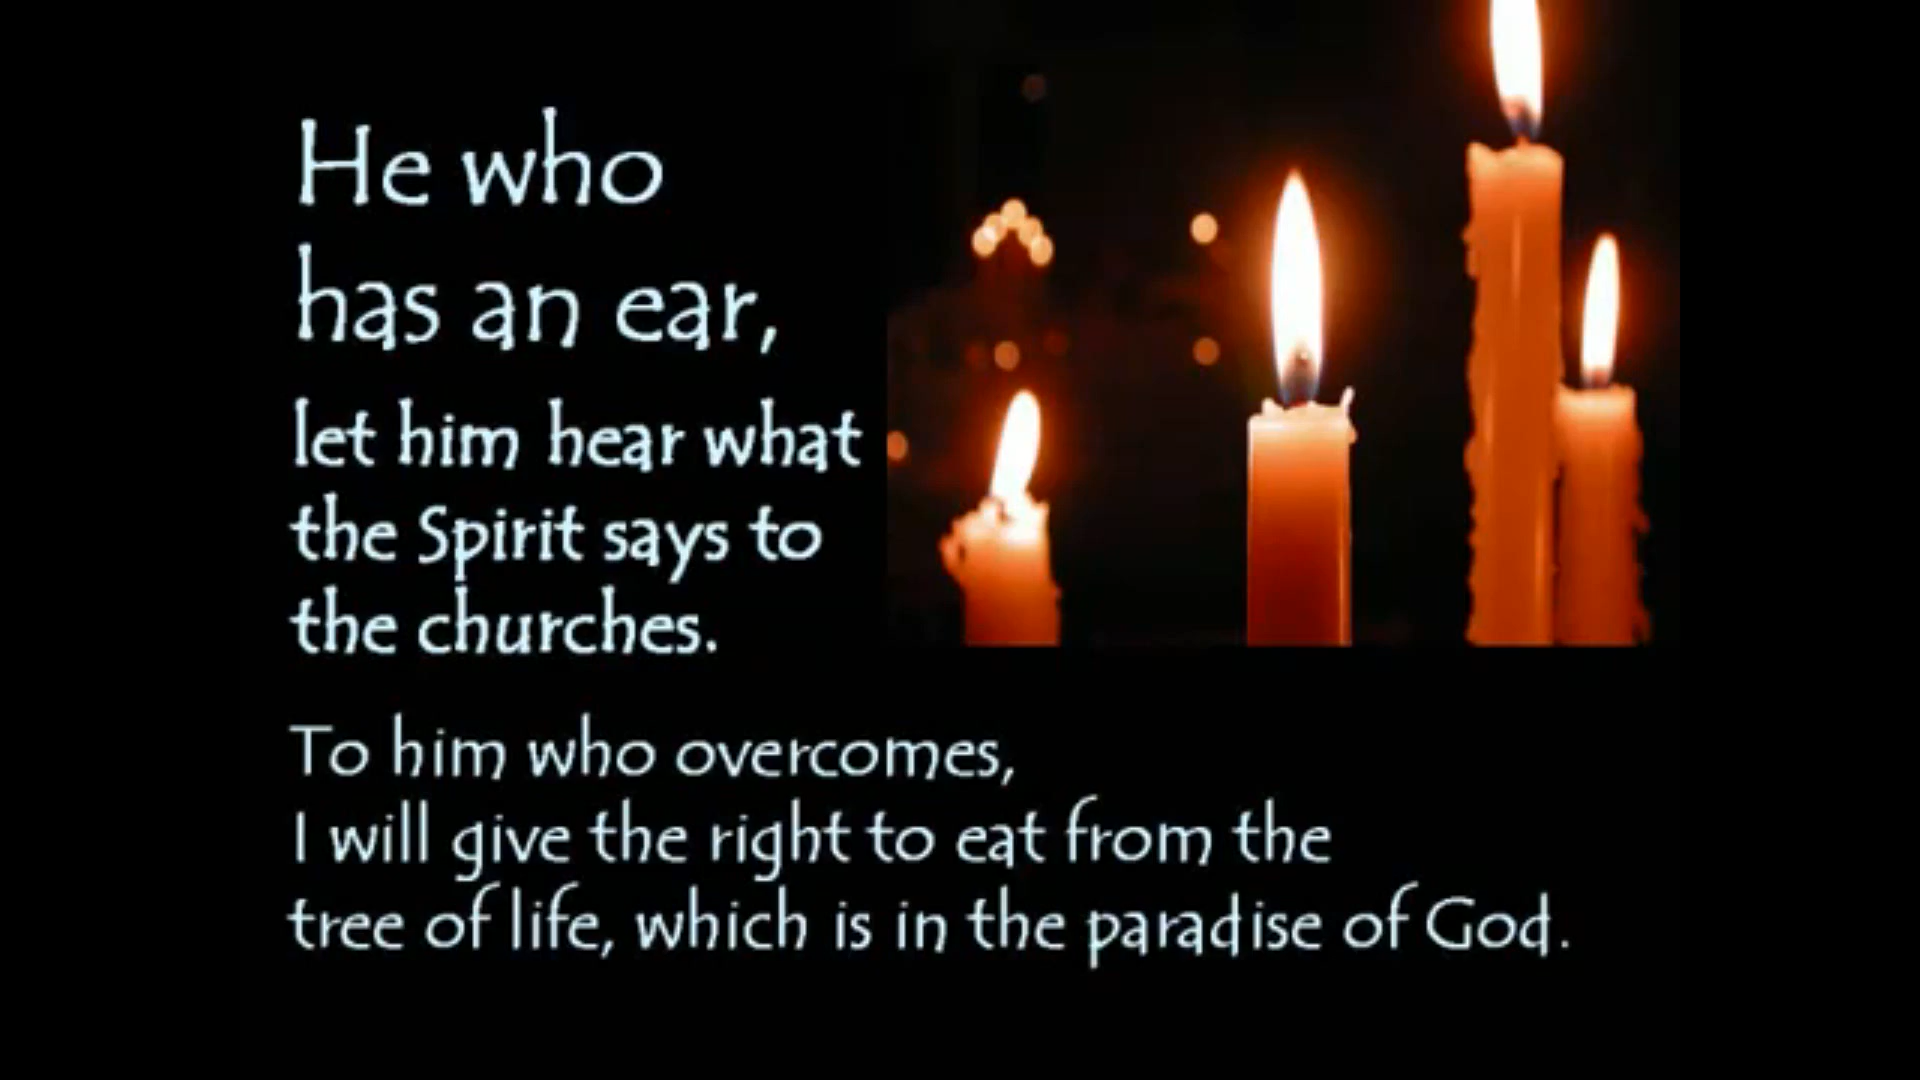 He who
has an ear,
let him hear what
the Spirit says to
the churches.
To him who overcomes,
I will give the right to eat from the
tree of life, which is in the paradise of God.